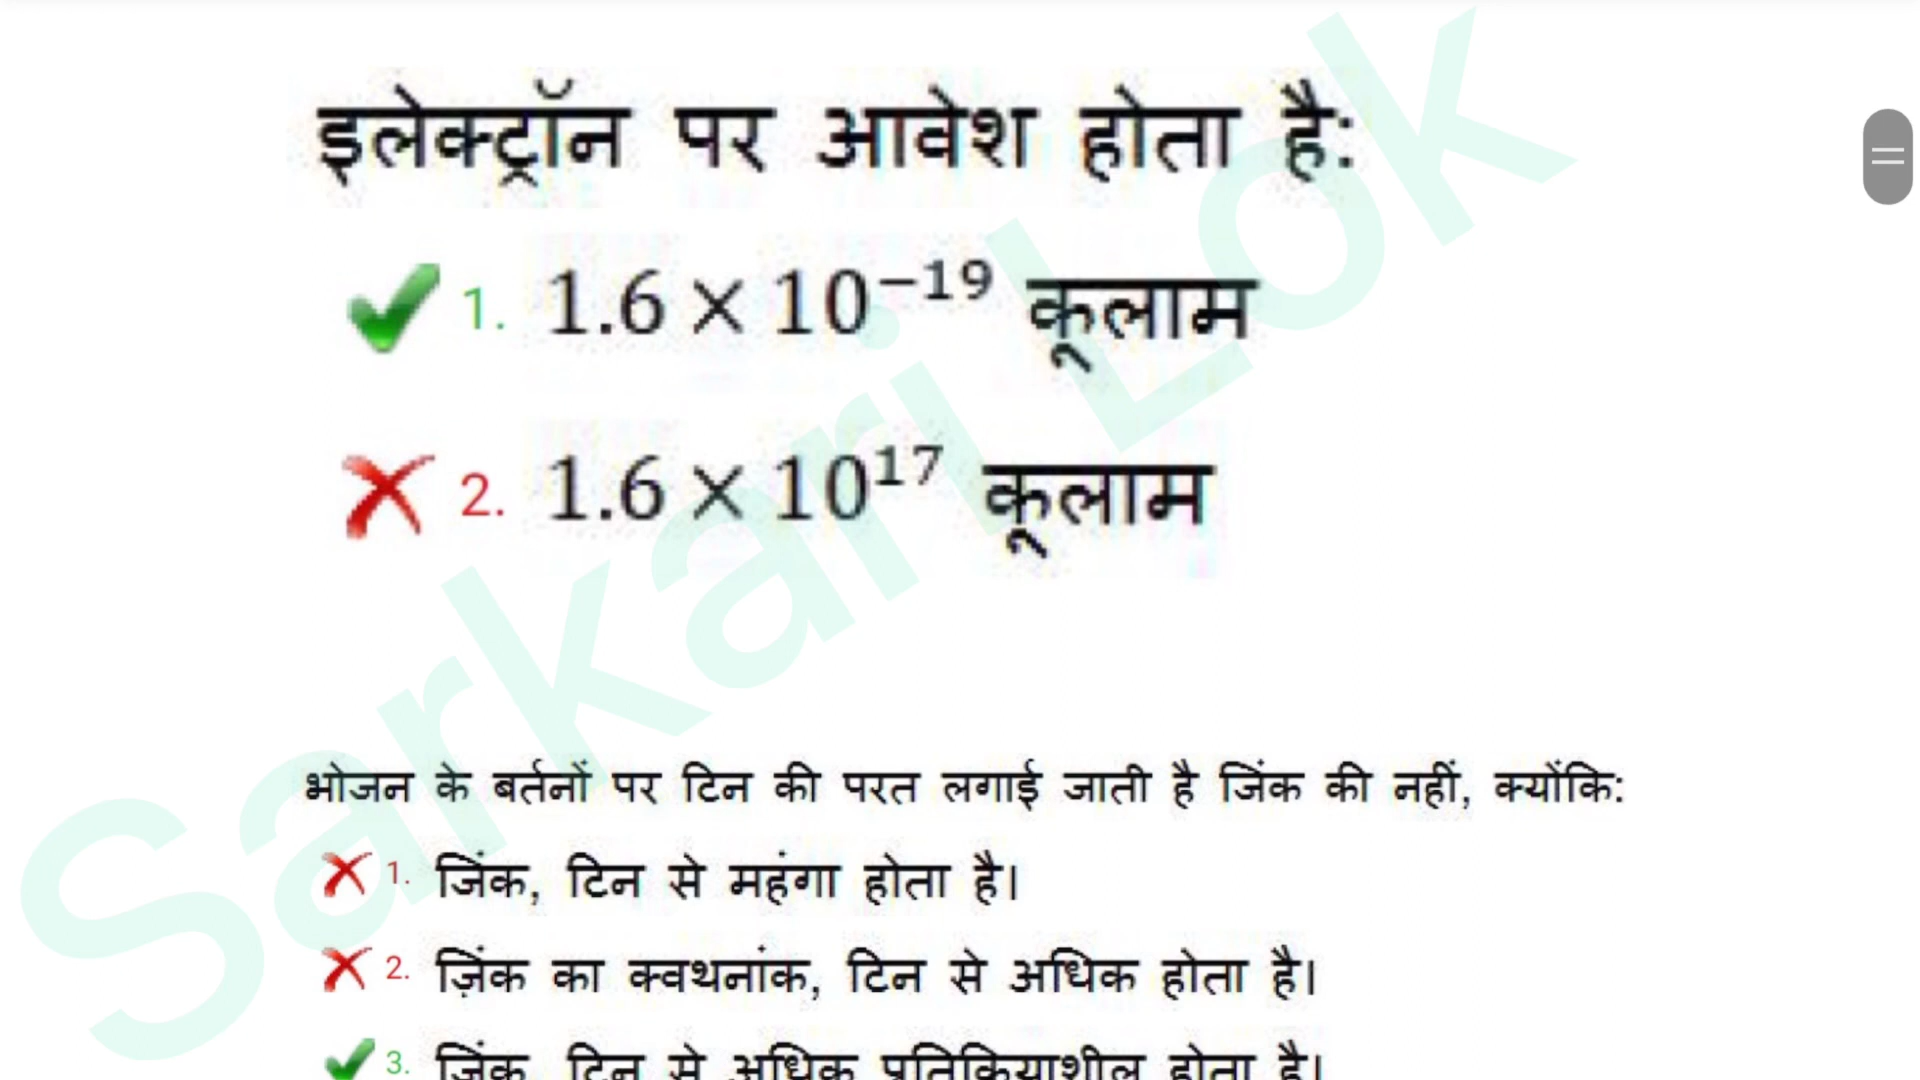 इलेक्ट्रॉन पर आवेश होता है:
1. 1.6 × 10⁻¹⁹ कूलाम
2. 1.6 × 10¹⁷ कूलाम
भोजन के बर्तनों पर टिन की परत लगाई जाती है जिंक की नहीं, क्योंकि:
1. जिंक, टिन से महंगा होता है।
2. ज़िंक का क्वथनांक, टिन से अधिक होता है।
3. जिंक, टिन से अधिक प्रतिक्रियाशील होता है।
Sarkari Lok